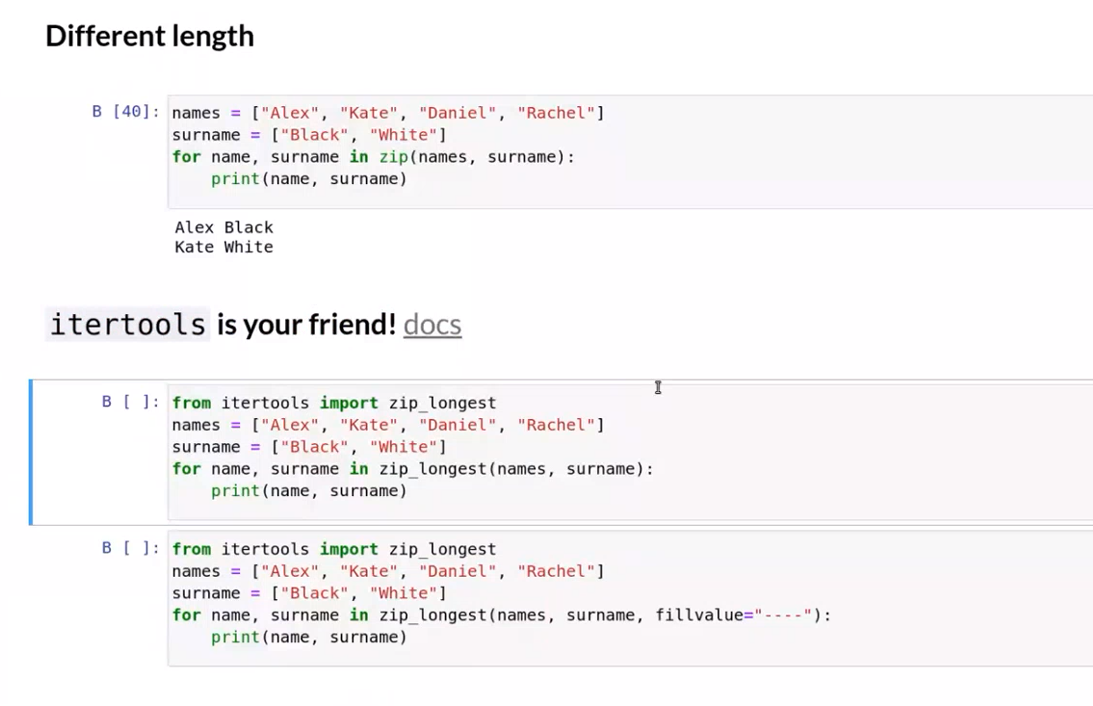 Different length
B [40]:
names = ["Alex", "Kate", "Daniel", "Rachel"]
surname = ["Black", "White"]
for name, surname in zip(names, surname):
    print(name, surname)
Alex Black
Kate White
itertools is your friend! docs
B [ ]:
from itertools import zip_longest
names = ["Alex", "Kate", "Daniel", "Rachel"]
surname = ["Black", "White"]
for name, surname in zip_longest(names, surname):
    print(name, surname)
B [ ]:
from itertools import zip_longest
names = ["Alex", "Kate", "Daniel", "Rachel"]
surname = ["Black", "White"]
for name, surname in zip_longest(names, surname, fillvalue="----"):
    print(name, surname)